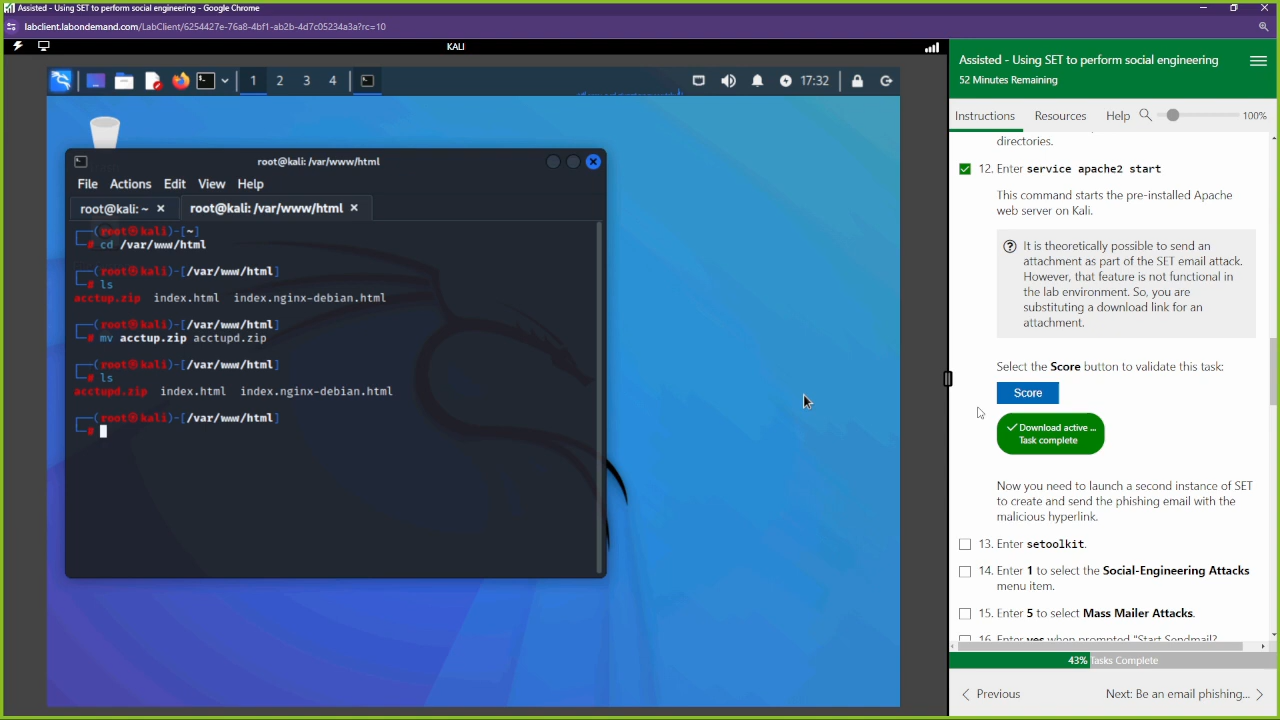 Assisted - Using SET to perform social engineering - Google Chrome
labclient.labondemand.com/LabClient/6254427e-76a8-4bf1-ab2b-4d7c05234a3a?rc=10
KALI
1 2 3 4
17:32
root@kali: /var/www/html
File Actions Edit View Help
root@kali: ~ × root@kali: /var/www/html ×
┌──(root㉿kali)-[~]
└─# cd /var/www/html
┌──(root㉿kali)-[/var/www/html]
└─# ls
acctup.zip index.html index.nginx-debian.html
┌──(root㉿kali)-[/var/www/html]
└─# mv acctup.zip acctupd.zip
┌──(root㉿kali)-[/var/www/html]
└─# ls
acctupd.zip index.html index.nginx-debian.html
┌──(root㉿kali)-[/var/www/html]
└─#
Assisted - Using SET to perform social engineering
52 Minutes Remaining
Instructions Resources Help 100%
directories.
12. Enter service apache2 start
This command starts the pre-installed Apache
web server on Kali.
It is theoretically possible to send an
attachment as part of the SET email attack.
However, that feature is not functional in
the lab environment. So, you are
substituting a download link for an
attachment.
Select the Score button to validate this task:
Score
Download active ...
Task complete
Now you need to launch a second instance of SET
to create and send the phishing email with the
malicious hyperlink.
13. Enter setoolkit.
14. Enter 1 to select the Social-Engineering Attacks
menu item.
15. Enter 5 to select Mass Mailer Attacks.
16. Enter yes when prompted "Start Sendmail?
43% Tasks Complete
Previous Next: Be an email phishing...